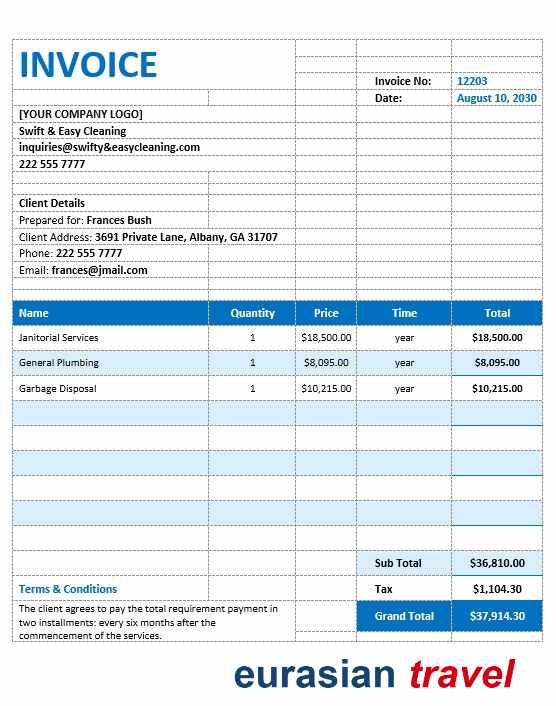 INVOICE
Invoice No: 12203
Date: August 10, 2030
[YOUR COMPANY LOGO]
Swift & Easy Cleaning
inquiries@swifty&easycleaning.com
222 555 7777
Client Details
Prepared for: Frances Bush
Client Address: 3691 Private Lane, Albany, GA 31707
Phone: 222 555 7777
Email: frances@jmail.com
Name Quantity Price Time Total
Janitorial Services 1 $18,500.00 year $18,500.00
General Plumbing 1 $8,095.00 year $8,095.00
Garbage Disposal 1 $10,215.00 year $10,215.00
Sub Total $36,810.00
Terms & Conditions Tax $1,104.30
The client agrees to pay the total requirement payment in
two installments: every six months after the
commencement of the services.
Grand Total $37,914.30
eurasian travel